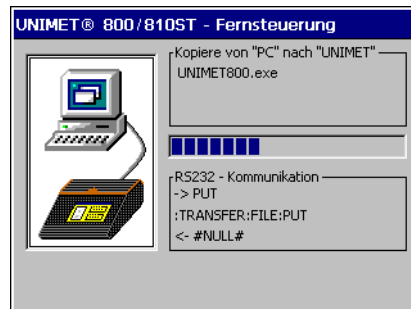 UNIMET® 800/810ST - Fernsteuerung
Kopiere von "PC" nach "UNIMET"
UNIMET800.exe
RS232 - Kommunikation
-> PUT
:TRANSFER:FILE:PUT
<- #NULL#